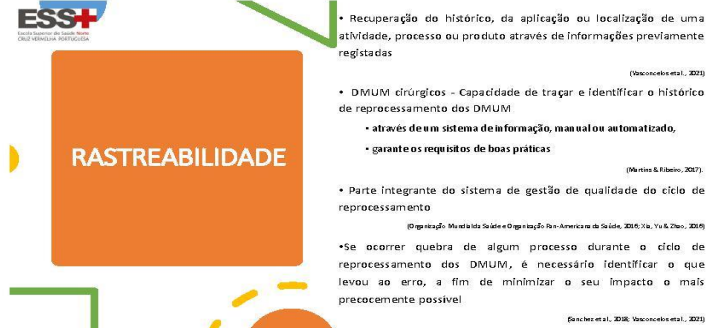 ESS+
Escola Superior de Saúde Norte
CRUZ VERMELHA PORTUGUESA
RASTREABILIDADE
• Recuperação do histórico, da aplicação ou localização de uma
atividade, processo ou produto através de informações previamente
registadas
(Vasconcelos et al., 2021)
• DMUM cirúrgicos - Capacidade de traçar e identificar o histórico
de reprocessamento dos DMUM
• através de um sistema de informação, manual ou automatizado,
• garante os requisitos de boas práticas
(Martins & Ribeiro, 2017).
• Parte integrante do sistema de gestão de qualidade do ciclo de
reprocessamento
(Organização Mundial da Saúde e Organização Pan-Americana da Saúde, 2016; Xia, Yu & Zhao, 2016)
•Se ocorrer quebra de algum processo durante o ciclo de
reprocessamento dos DMUM, é necessário identificar o que
levou ao erro, a fim de minimizar o seu impacto o mais
precocemente possível
(Sanchez et al., 2018; Vasconcelos et al., 2021)